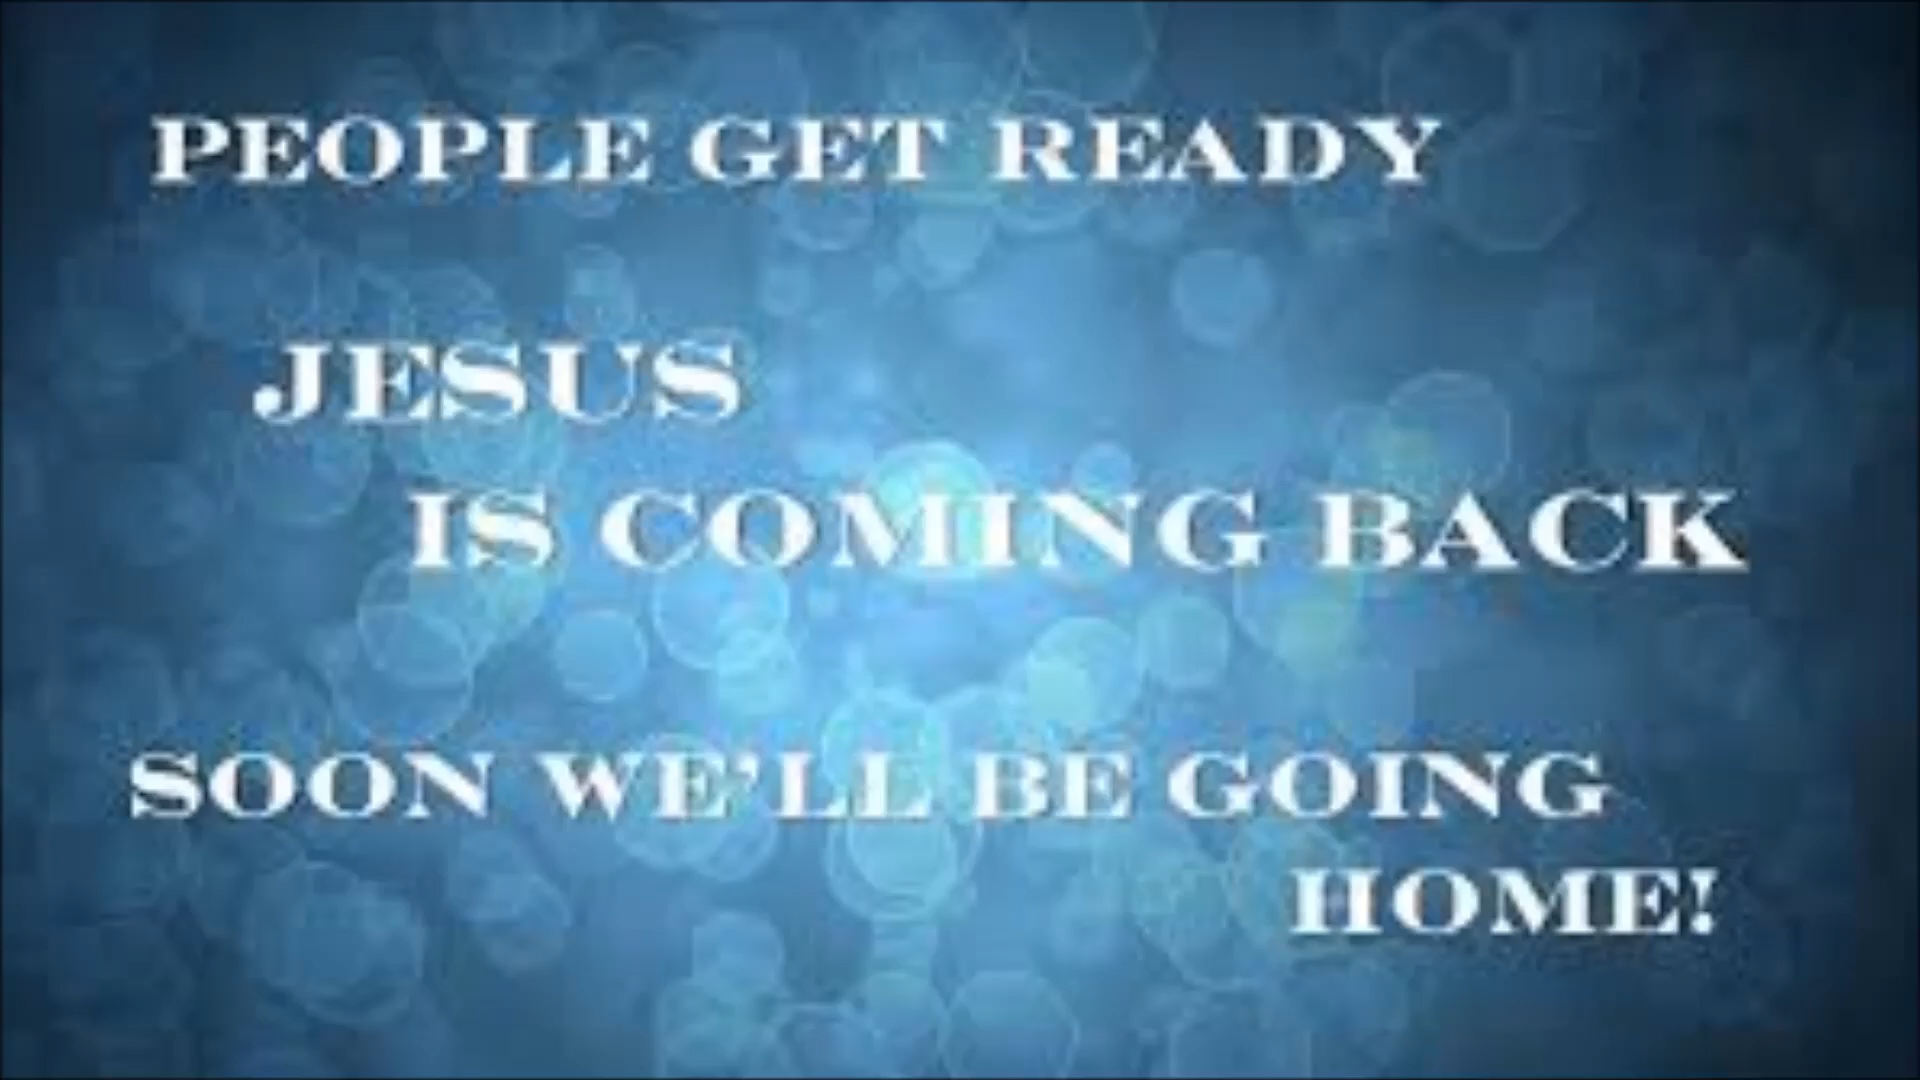 PEOPLE GET READY
JESUS
IS COMING BACK
SOON WE'LL BE GOING
HOME!